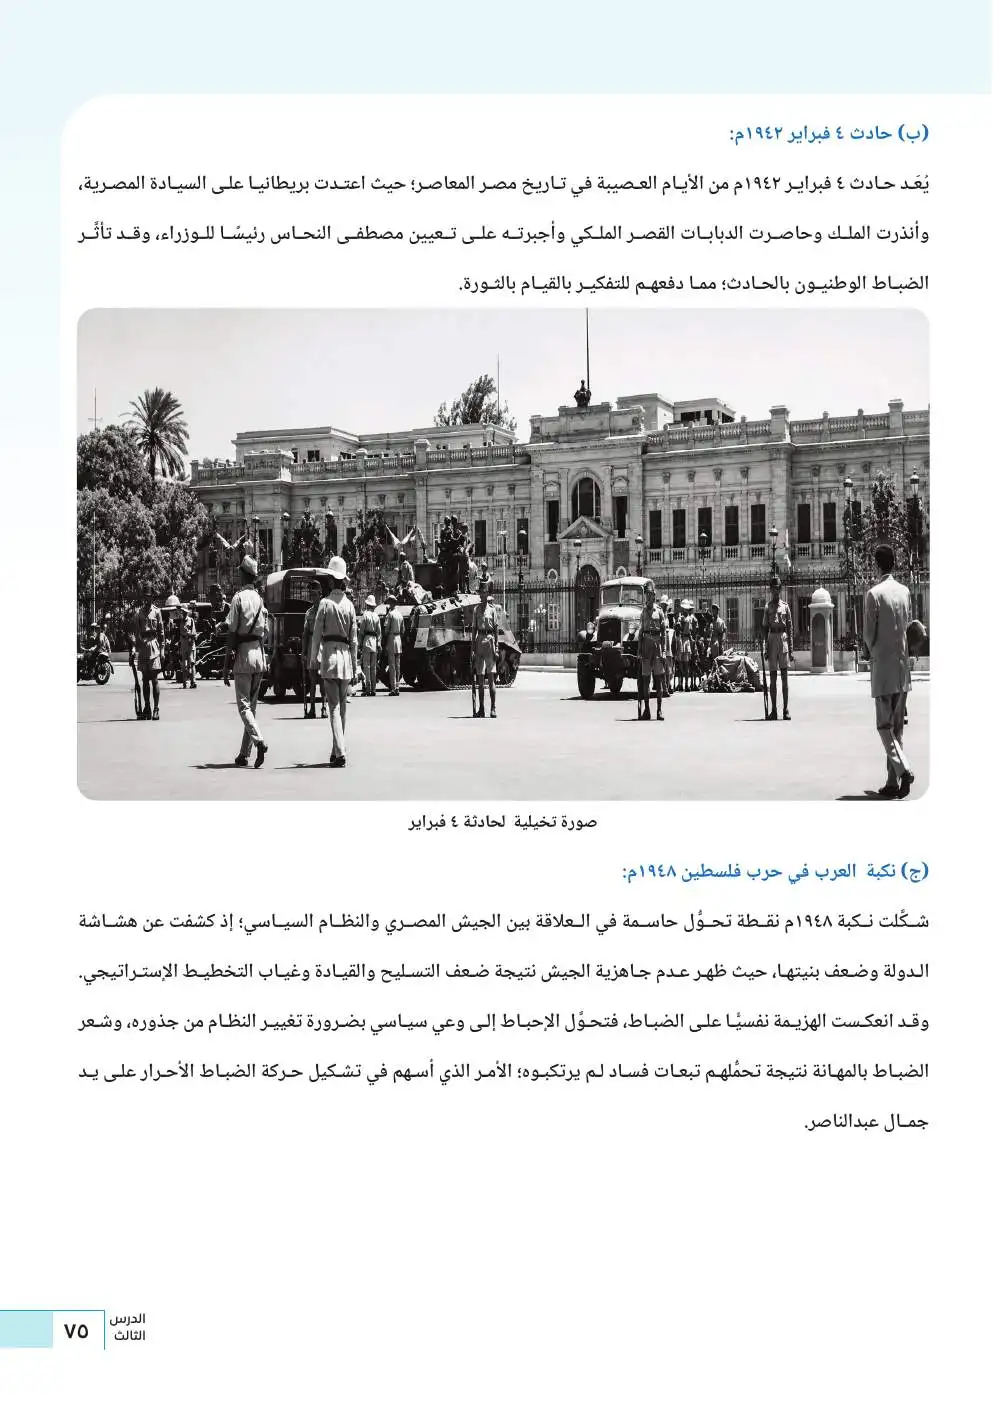 (ب) حادث ٤ فبراير ١٩٤٢م:
يُعَد حادث ٤ فبراير ١٩٤٢م من الأيام العصيبة في تاريخ مصر المعاصر؛ حيث اعتدت بريطانيا على السيادة المصرية،
وأنذرت الملك وحاصرت الدبابات القصر الملكي وأجبرته على تعيين مصطفى النحاس رئيسًا للوزراء، وقد تأثَّر
الضباط الوطنيون بالحادث؛ مما دفعهم للتفكير بالقيام بالثورة.
صورة تخيلية لحادثة ٤ فبراير
(ج) نكبة العرب في حرب فلسطين ١٩٤٨م:
شكَّلت نكبة ١٩٤٨م نقطة تحوُّل حاسمة في العلاقة بين الجيش المصري والنظام السياسي؛ إذ كشفت عن هشاشة
الدولة وضعف بنيتها، حيث ظهر عدم جاهزية الجيش نتيجة ضعف التسليح والقيادة وغياب التخطيط الإستراتيجي.
وقد انعكست الهزيمة نفسيًّا على الضباط، فتحوَّل الإحباط إلى وعي سياسي بضرورة تغيير النظام من جذوره، وشعر
الضباط بالمهانة نتيجة تحمُّلهم تبعات فساد لم يرتكبوه؛ الأمر الذي أسهم في تشكيل حركة الضباط الأحرار على يد
جمال عبدالناصر.
الدرس
الثالث
٧٥